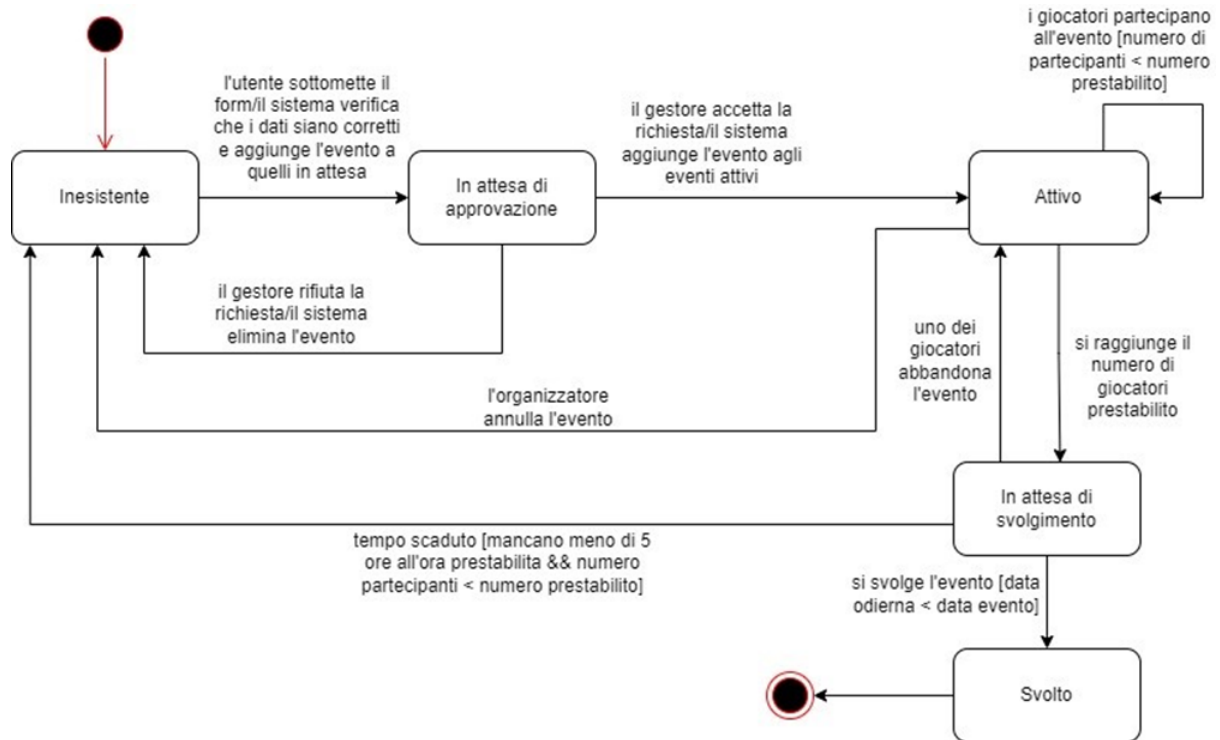 i giocatori partecipano
all'evento [numero di
partecipanti < numero
prestabilito]
l'utente sottomette il
form/il sistema verifica
che i dati siano corretti
e aggiunge l'evento a
quelli in attesa
il gestore accetta la
richiesta/il sistema
aggiunge l'evento agli
eventi attivi
Inesistente
In attesa di
approvazione
Attivo
il gestore rifiuta la
richiesta/il sistema
elimina l'evento
uno dei
giocatori
abbandona
l'evento
si raggiunge il
numero di
giocatori
prestabilito
l'organizzatore
annulla l'evento
In attesa di
svolgimento
tempo scaduto [mancano meno di 5
ore all'ora prestabilita && numero
partecipanti < numero prestabilito]
si svolge l'evento [data
odierna < data evento]
Svolto